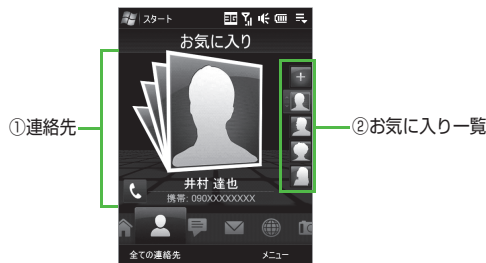 スタート
3G
お気に入り
①連絡先
②お気に入り一覧
井村 達也
携帯: 090XXXXXXXX
全ての連絡先 メニュー